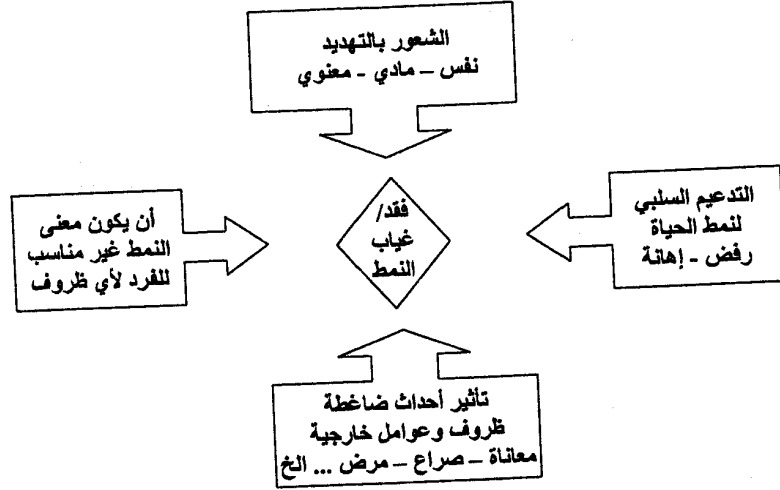 الشعور بالتهديد
نفس – مادي - معنوي
التدعيم السلبي
لنمط الحياة
رفض - إهانة
فقد/
غياب
النمط
أن يكون معنى
النمط غير مناسب
للفرد لأي ظروف
تأثير أحداث ضاغطة
ظروف وعوامل خارجية
معاناة – صراع – مرض ... الخ